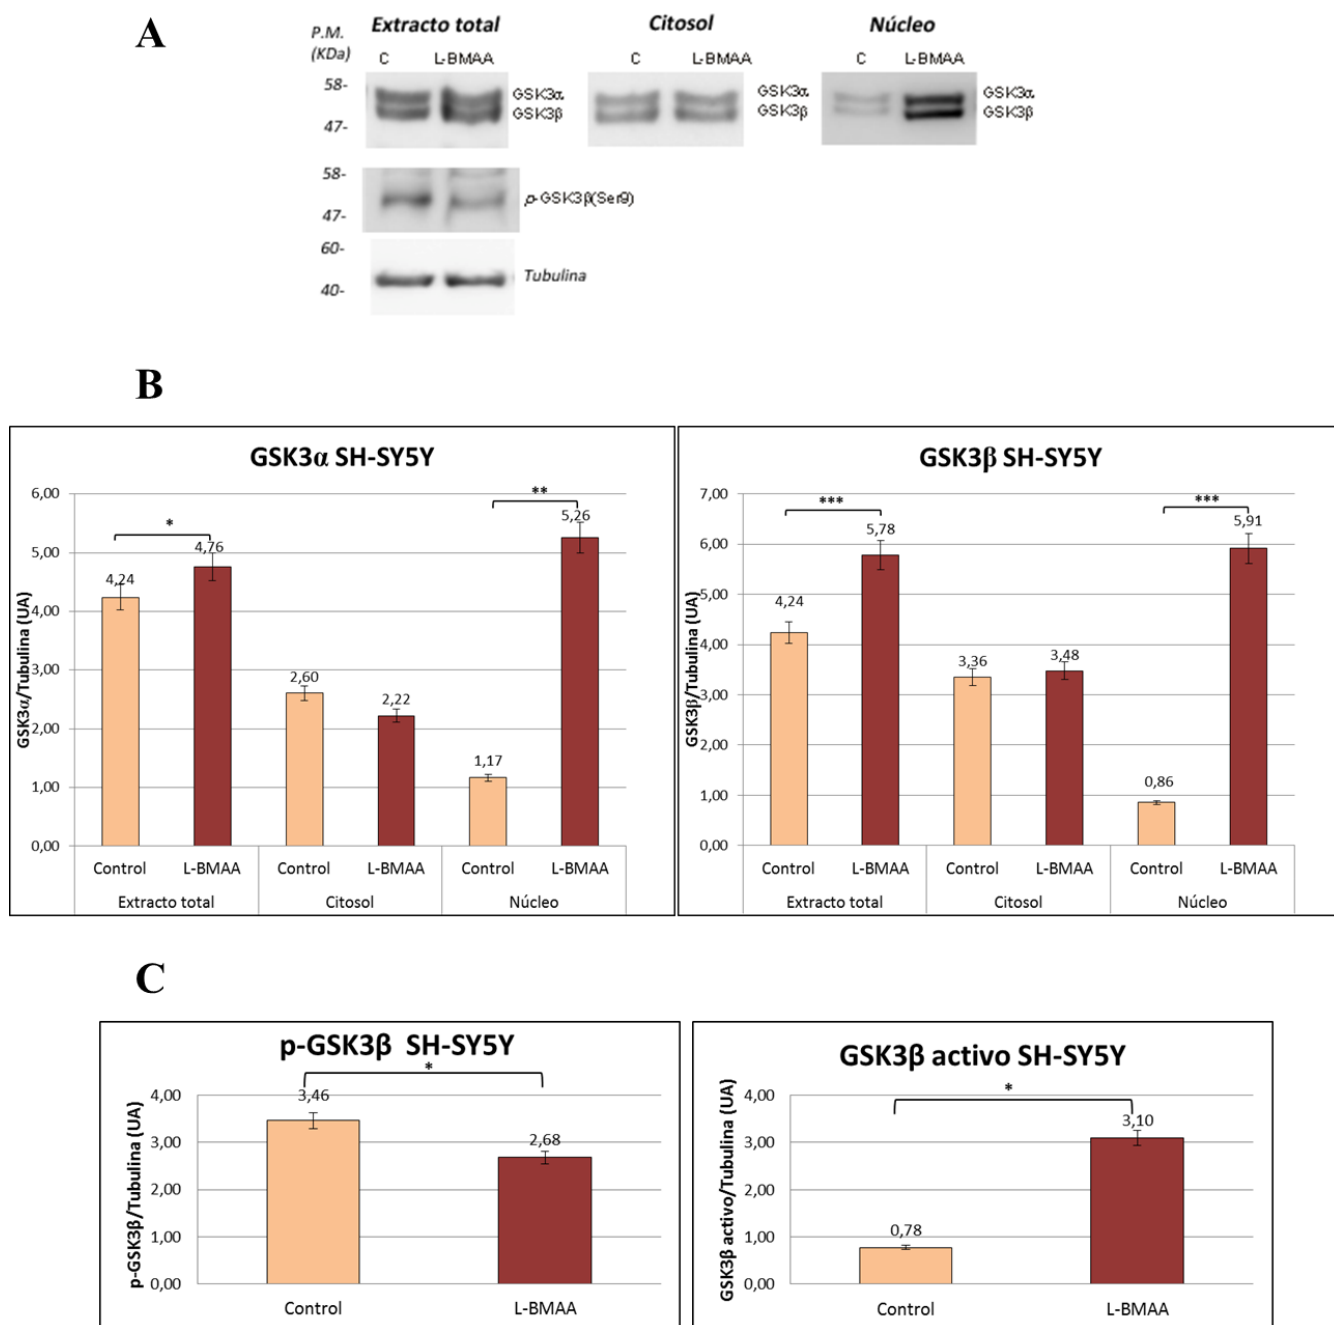 A
P.M.
(KDa)
Extracto total
Citosol
Núcleo
C L-BMAA
C L-BMAA
C L-BMAA
58-
47-
GSK3α
GSK3β
GSK3α
GSK3β
GSK3α
GSK3β
58-
47-
p-GSK3β(Ser9)
60-
40-
Tubulina
B
GSK3α SH-SY5Y
GSK3α/Tubulina (UA)
6,00
5,00
4,00
3,00
2,00
1,00
0,00
*
**
4,24
4,76
2,60
2,22
1,17
5,26
Control L-BMAA Control L-BMAA Control L-BMAA
Extracto total Citosol Núcleo
GSK3β SH-SY5Y
GSK3β/Tubulina (UA)
7,00
6,00
5,00
4,00
3,00
2,00
1,00
0,00
***
***
4,24
5,78
3,36
3,48
0,86
5,91
Control L-BMAA Control L-BMAA Control L-BMAA
Extracto total Citosol Núcleo
C
p-GSK3β SH-SY5Y
p-GSK3β/Tubulina (UA)
4,00
3,00
2,00
1,00
0,00
*
3,46
2,68
Control L-BMAA
GSK3β activo SH-SY5Y
GSK3β activo/Tubulina (UA)
4,00
3,00
2,00
1,00
0,00
*
0,78
3,10
Control L-BMAA